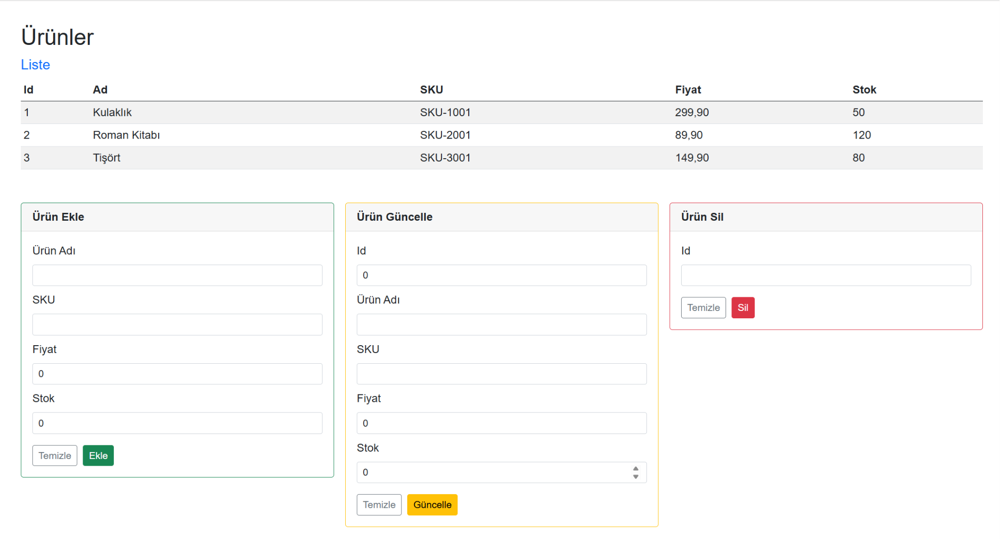 Ürünler
Liste
Id Ad SKU Fiyat Stok
1 Kulaklık SKU-1001 299,90 50
2 Roman Kitabı SKU-2001 89,90 120
3 Tişört SKU-3001 149,90 80
Ürün Ekle
Ürün Adı
SKU
Fiyat
0
Stok
0
Temizle Ekle
Ürün Güncelle
Id
0
Ürün Adı
SKU
Fiyat
0
Stok
0
Temizle Güncelle
Ürün Sil
Id
Temizle Sil